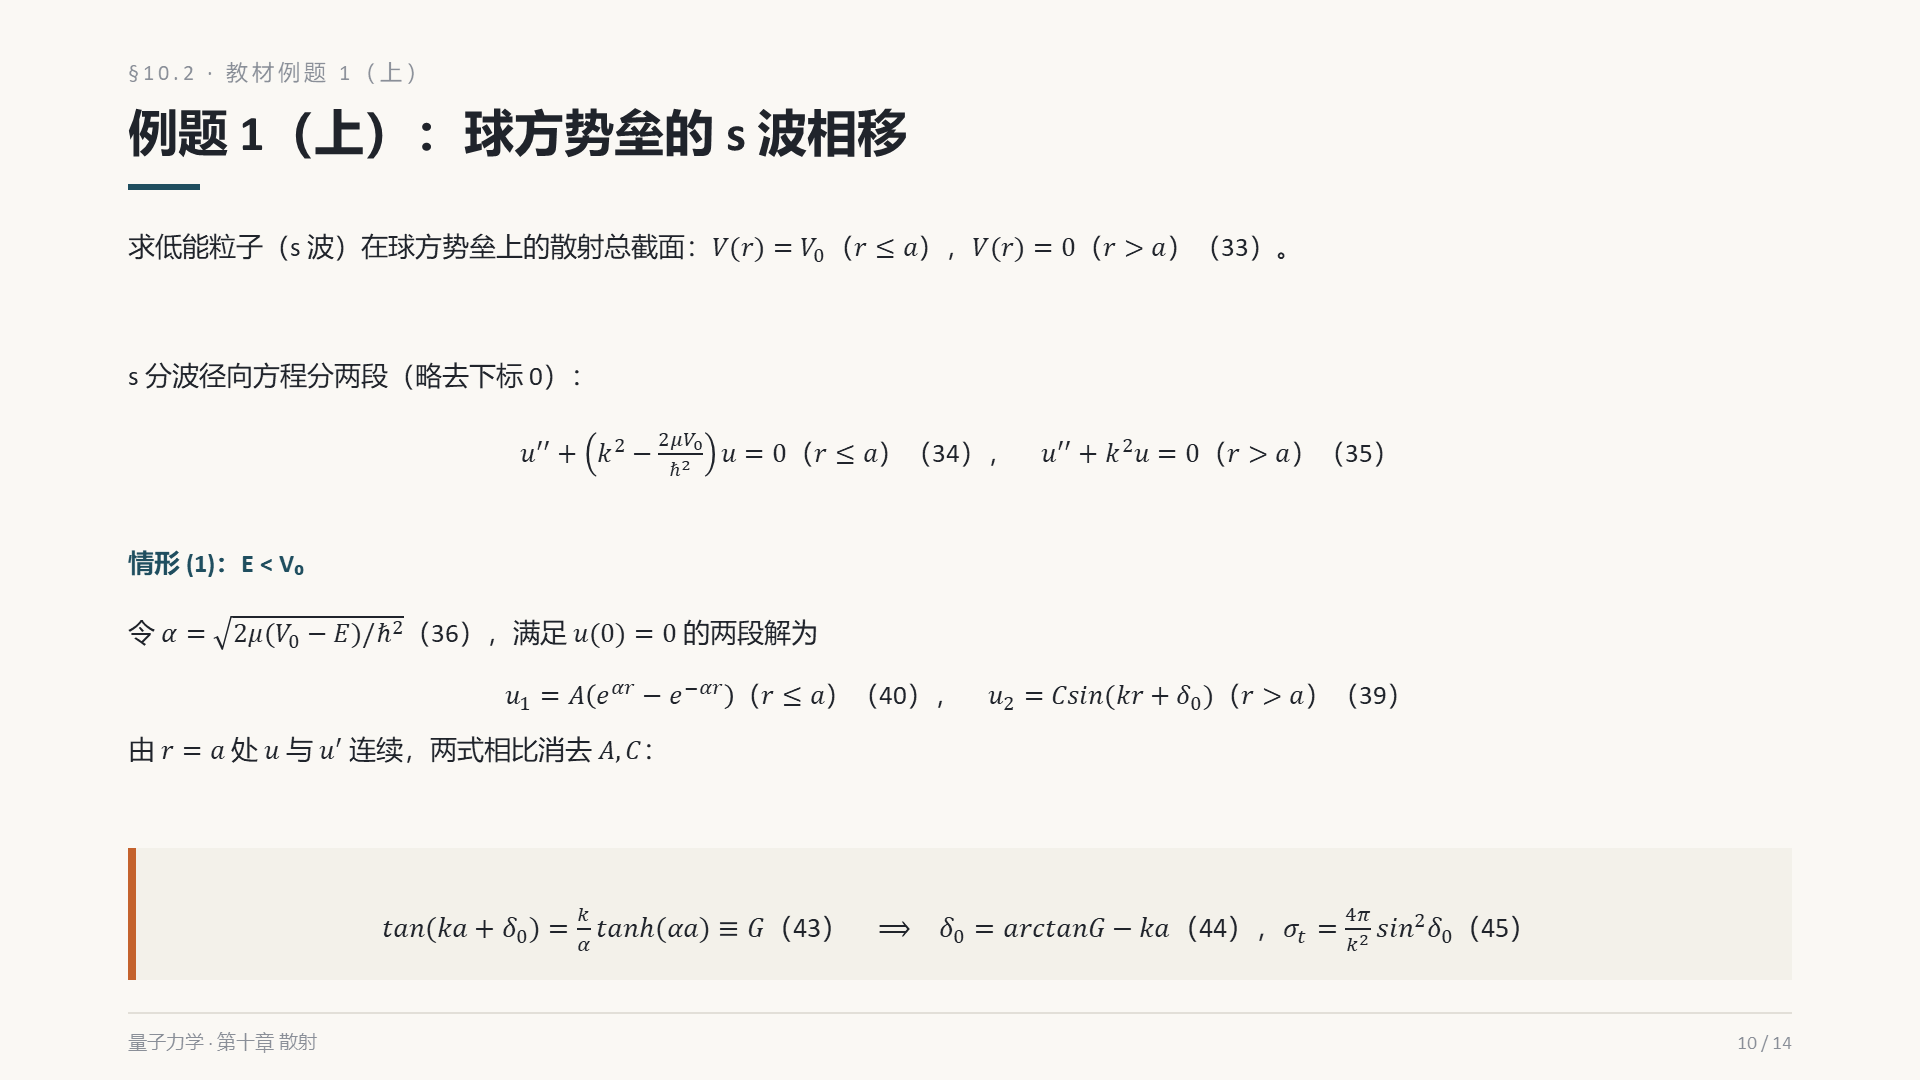 §10.2 · 教材例题 1（上）
例题 1（上）：球方势垒的 s 波相移
求低能粒子（s 波）在球方势垒上的散射总截面：V(r) = V₀（r ≤ a），V(r) = 0（r > a）（33）。
s 分波径向方程分两段（略去下标 0）：
u′′ + (k² − 2μV₀/ħ²)u = 0（r ≤ a）（34）， u′′ + k²u = 0（r > a）（35）
情形 (1)：E < V₀
令 α = √(2μ(V₀ − E)/ħ²)（36），满足 u(0) = 0 的两段解为
u₁ = A(e^{αr} − e^{−αr})（r ≤ a）（40）， u₂ = Csin(kr + δ₀)（r > a）（39）
由 r = a 处 u 与 u′ 连续，两式相比消去 A, C：
tan(ka + δ₀) = k/α tanh(αa) ≡ G（43） ⟹ δ₀ = arctanG − ka（44），σₜ = 4π/k² sin²δ₀（45）
量子力学 · 第十章 散射
10 / 14